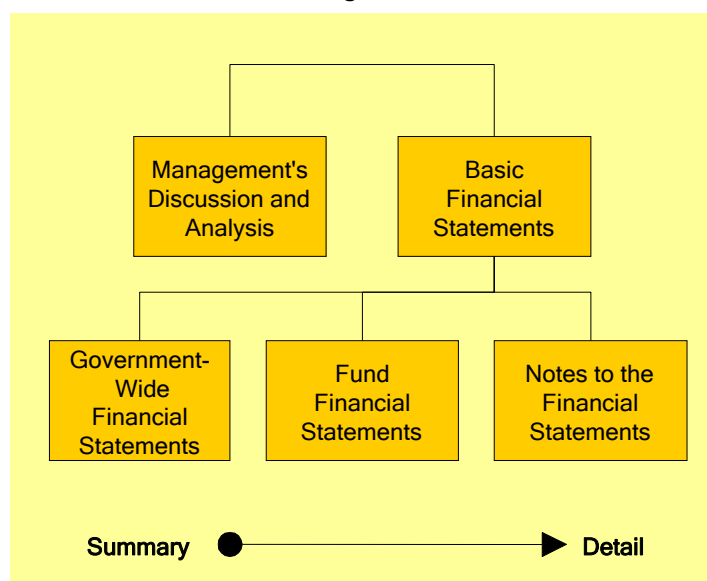 Management's
Discussion and
Analysis
Basic
Financial
Statements
Government-
Wide
Financial
Statements
Fund
Financial
Statements
Notes to the
Financial
Statements
Summary
Detail